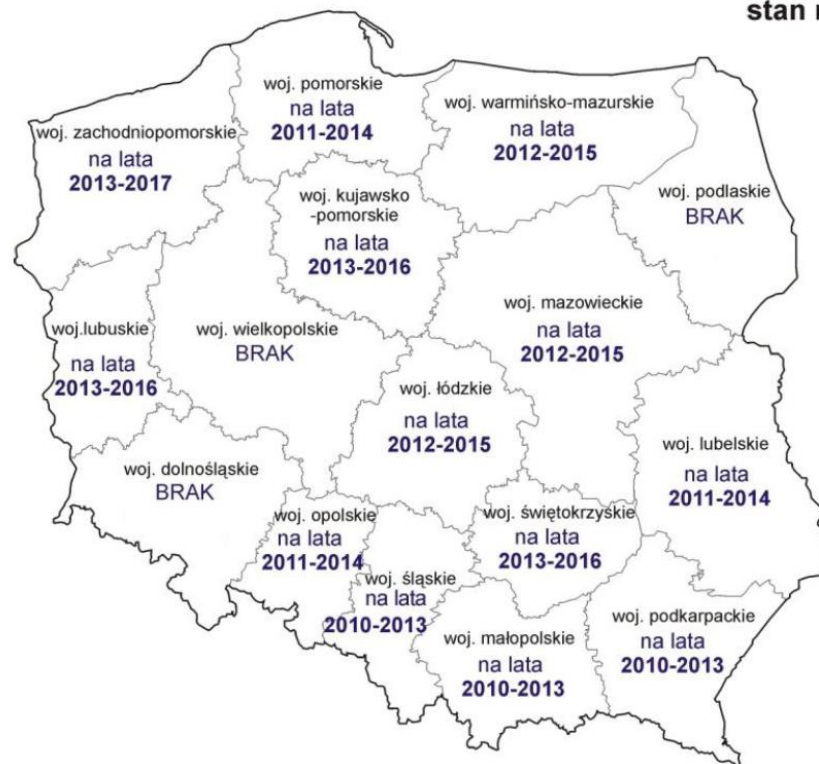 stan
woj. pomorskie
na lata
2011-2014
woj. warmińsko-mazurskie
na lata
2012-2015
woj. zachodniopomorskie
na lata
2013-2017
woj. podlaskie
BRAK
woj. kujawsko
-pomorskie
na lata
2013-2016
woj. mazowieckie
na lata
2012-2015
woj.lubuskie
na lata
2013-2016
woj. wielkopolskie
BRAK
woj. łódzkie
na lata
2012-2015
woj. lubelskie
na lata
2011-2014
woj. dolnośląskie
BRAK
woj. opolskie
na lata
2011-2014
woj. świętokrzyskie
na lata
2013-2016
woj. śląskie
na lata
2010-2013
woj. małopolskie
na lata
2010-2013
woj. podkarpackie
na lata
2010-2013